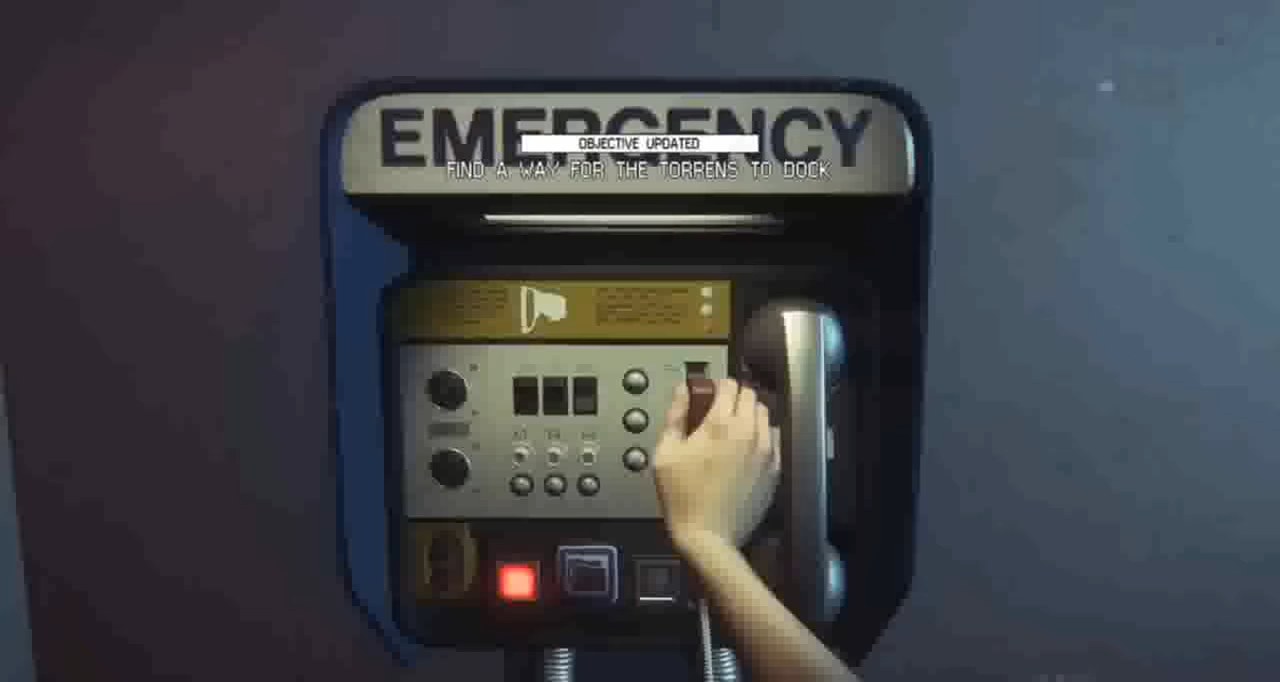 EMERGENCY
OBJECTIVE UPDATED
FIND A WAY FOR THE TORRENS TO DOCK